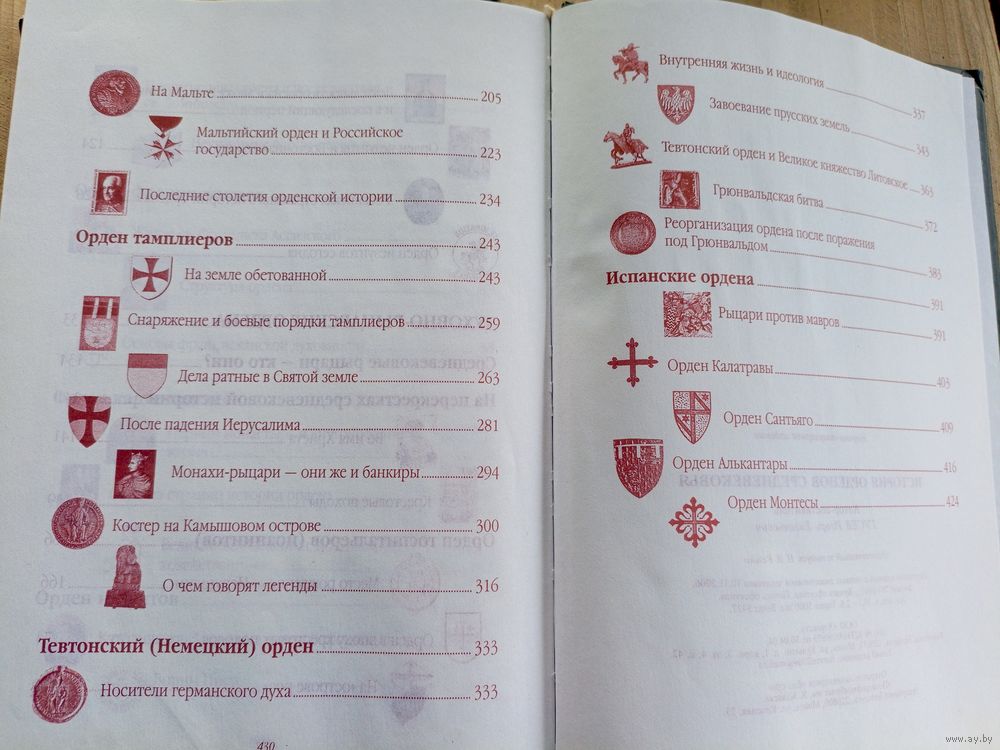 На Мальте 205
Мальтийский орден и Российское
государство 223
Последние столетия орденской истории 234
Орден тамплиеров 243
На земле обетованной 243
Снаряжение и боевые порядки тамплиеров 259
Дела ратные в Святой земле 263
После падения Иерусалима 281
Монахи-рыцари — они же и банкиры 294
Костер на Камышовом острове 300
О чем говорят легенды 316
Тевтонский (Немецкий) орден 333
Носители германского духа 333
430
Внутренняя жизнь и идеология 337
Завоевание прусских земель 343
Тевтонский орден и Великое княжество Литовское 363
Грюнвальдская битва 372
Реорганизация ордена после поражения
под Грюнвальдом 383
Испанские ордена 391
Рыцари против мавров 391
Орден Калатравы 403
Орден Сантьяго 409
Орден Алькантары 416
Орден Монтесы 424
www.ay.by